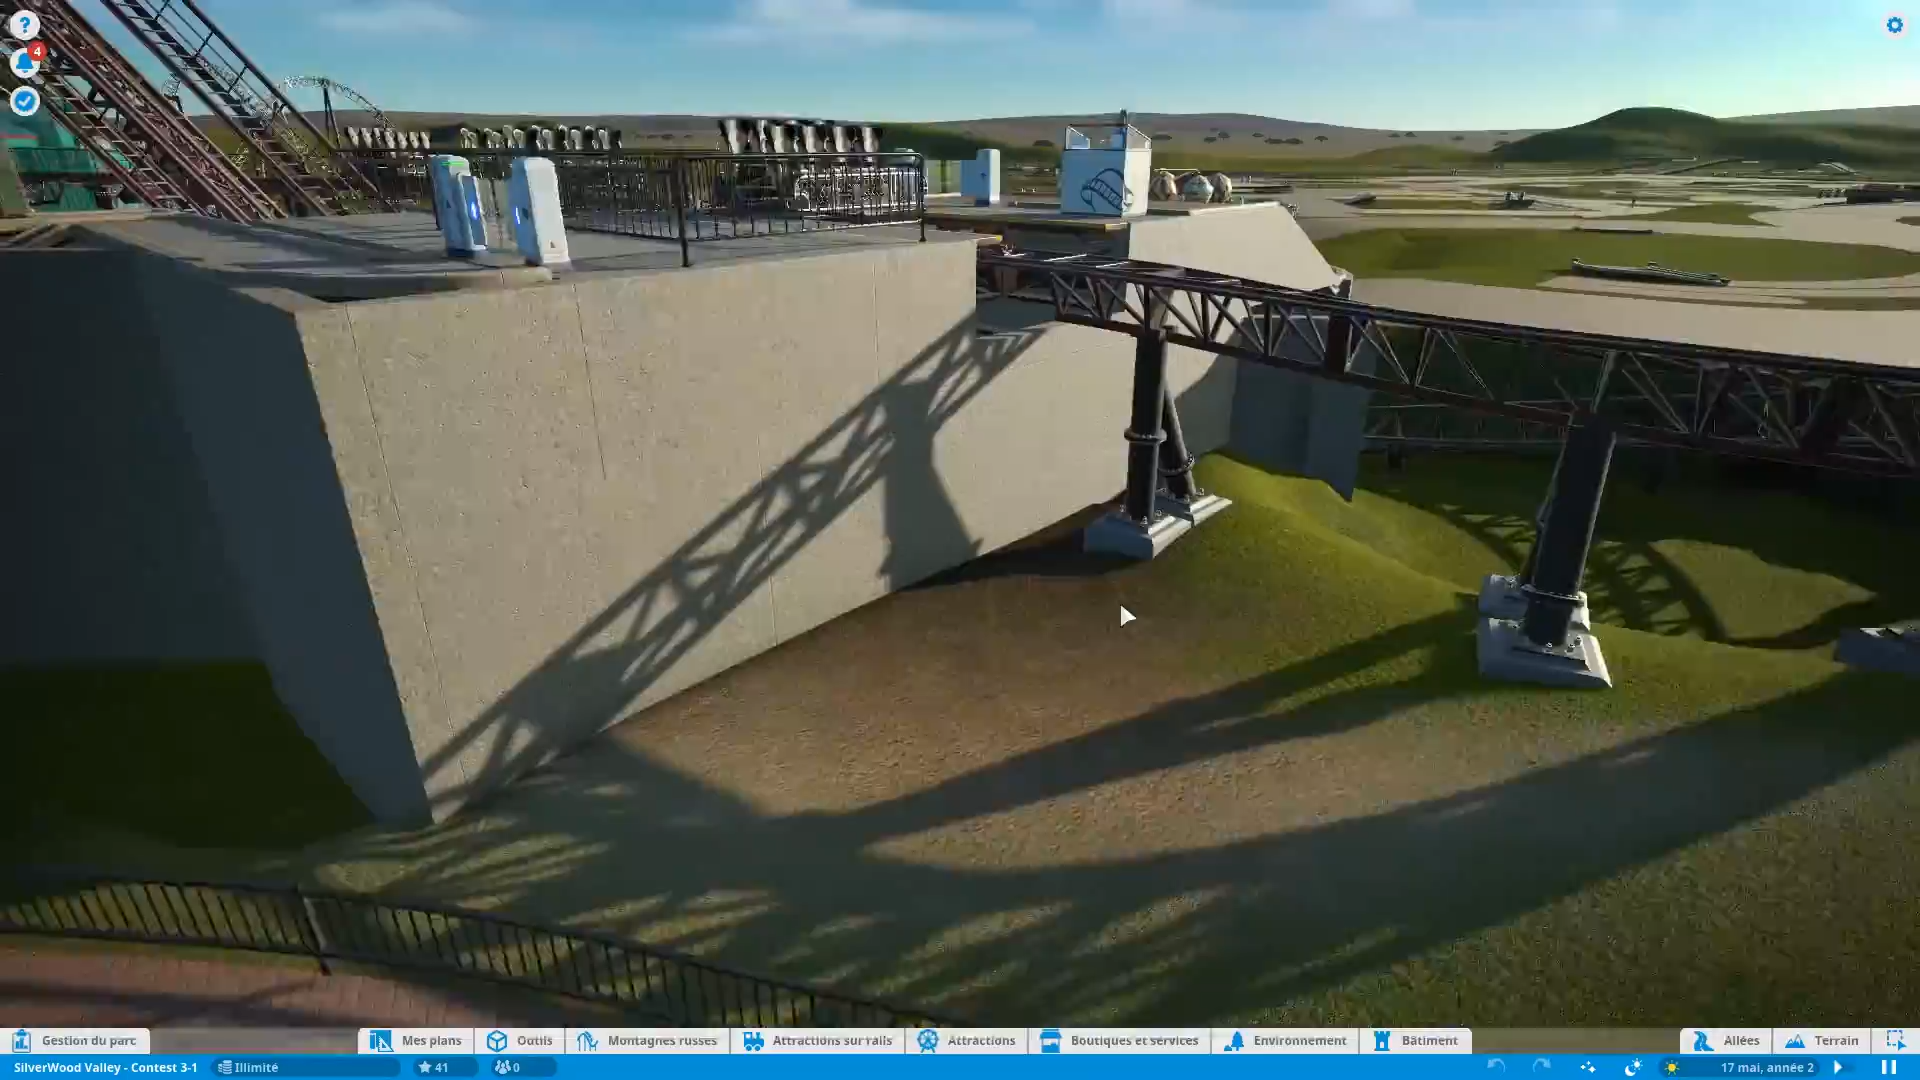 ?
4
Gestion du parc
Mes plans
Outils
Montagnes russes
Attractions sur rails
Attractions
Boutiques et services
Environnement
Bâtiment
Allées
Terrain
SilverWood Valley - Contest 3-1
Illimité
41
0
17 mai, année 2